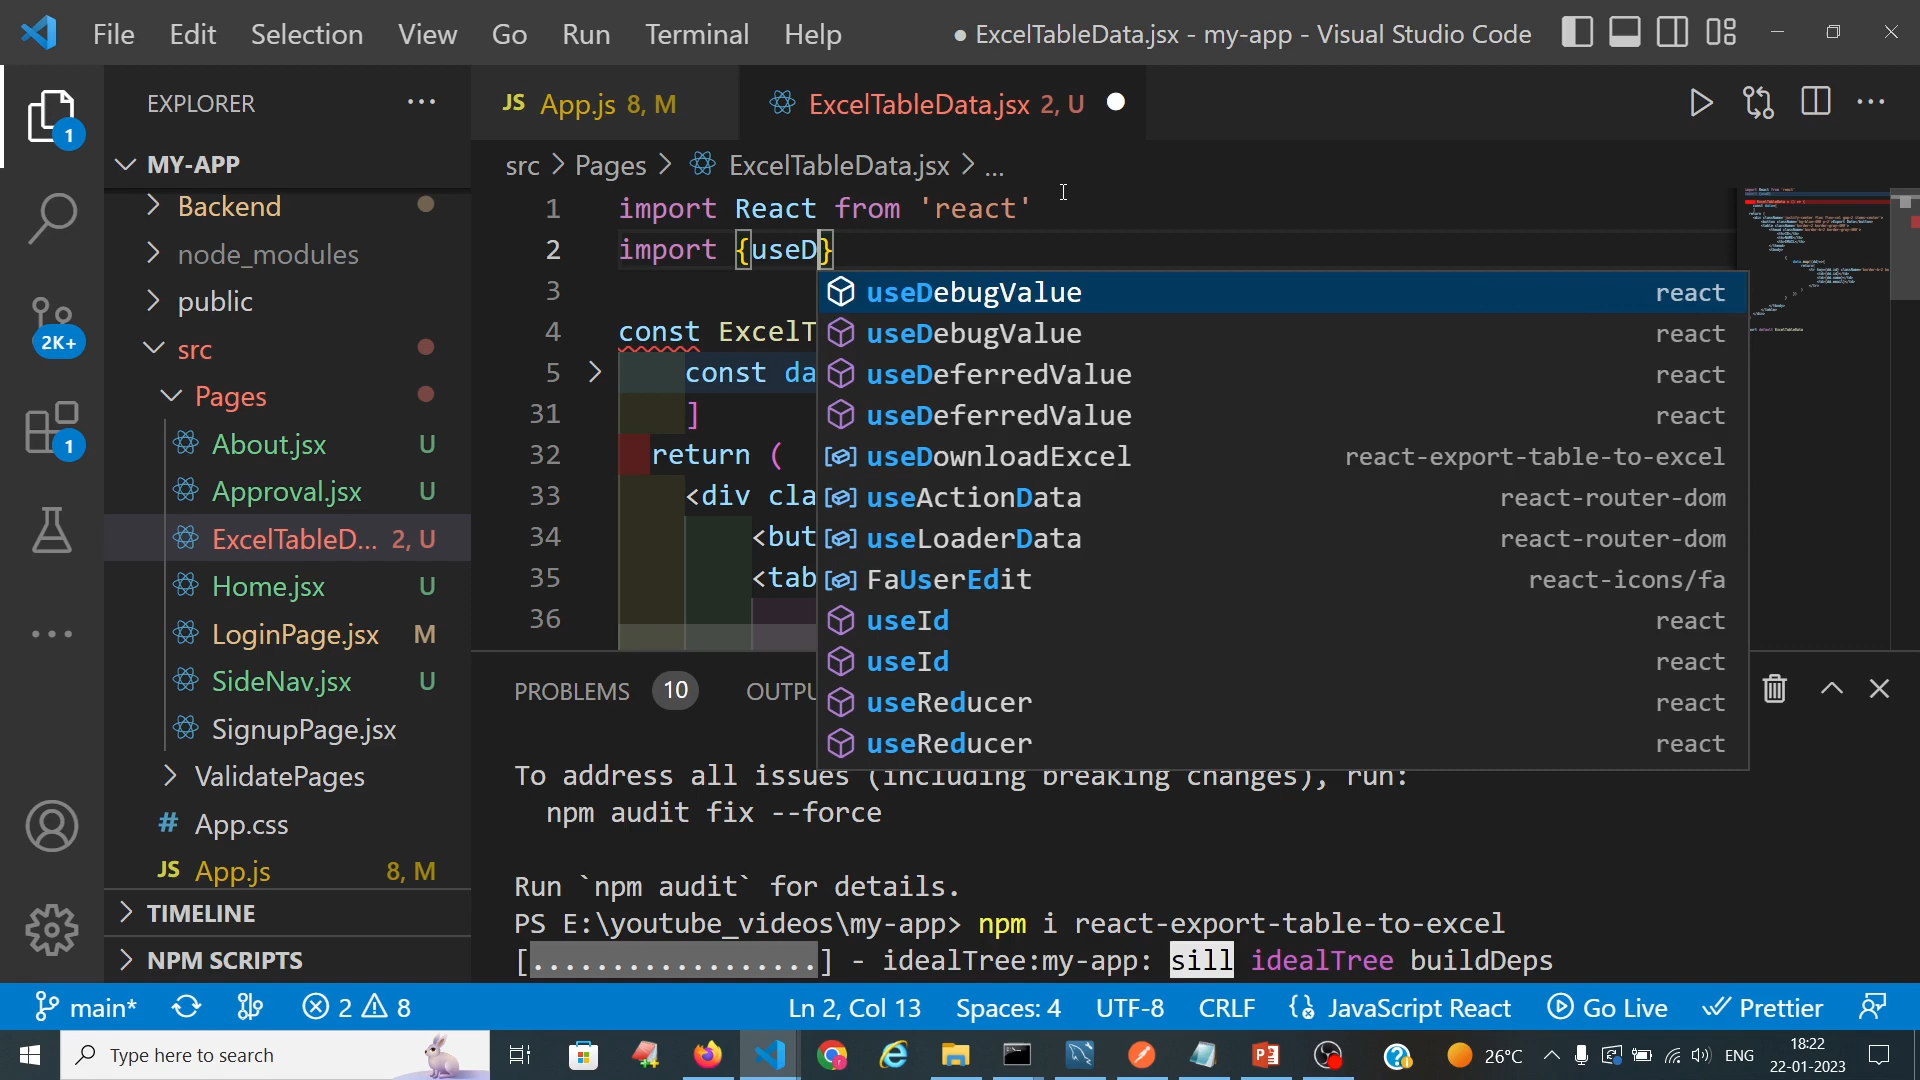 File Edit Selection View Go Run Terminal Help
● ExcelTableData.jsx - my-app - Visual Studio Code
EXPLORER
JS App.js 8, M
ExcelTableData.jsx 2, U
1
MY-APP
src > Pages > ExcelTableData.jsx > ...
Backend
node_modules
public
2K+
src
Pages
About.jsx U
Approval.jsx U
1
ExcelTableD... 2, U
Home.jsx U
LoginPage.jsx M
SideNav.jsx U
SignupPage.jsx
ValidatePages
# App.css
JS App.js 8, M
TIMELINE
NPM SCRIPTS
1 import React from 'react'
2 import {useD}
3
4 const ExcelT
5 const da
31 ]
32 return (
33 <div cla
34 <but
35 <tab
36
useDebugValue react
useDebugValue react
useDeferredValue react
useDeferredValue react
useDownloadExcel react-export-table-to-excel
useActionData react-router-dom
useLoaderData react-router-dom
FaUserEdit react-icons/fa
useId react
useId react
useReducer react
useReducer react
PROBLEMS 10 OUTPU
To address all issues (including breaking changes), run:
npm audit fix --force
Run `npm audit` for details.
PS E:\youtube_videos\my-app> npm i react-export-table-to-excel
[..................] - idealTree:my-app: sill idealTree buildDeps
main* 2 8 Ln 2, Col 13 Spaces: 4 UTF-8 CRLF JavaScript React Go Live Prettier
Type here to search
26°C ENG
18:22
22-01-2023